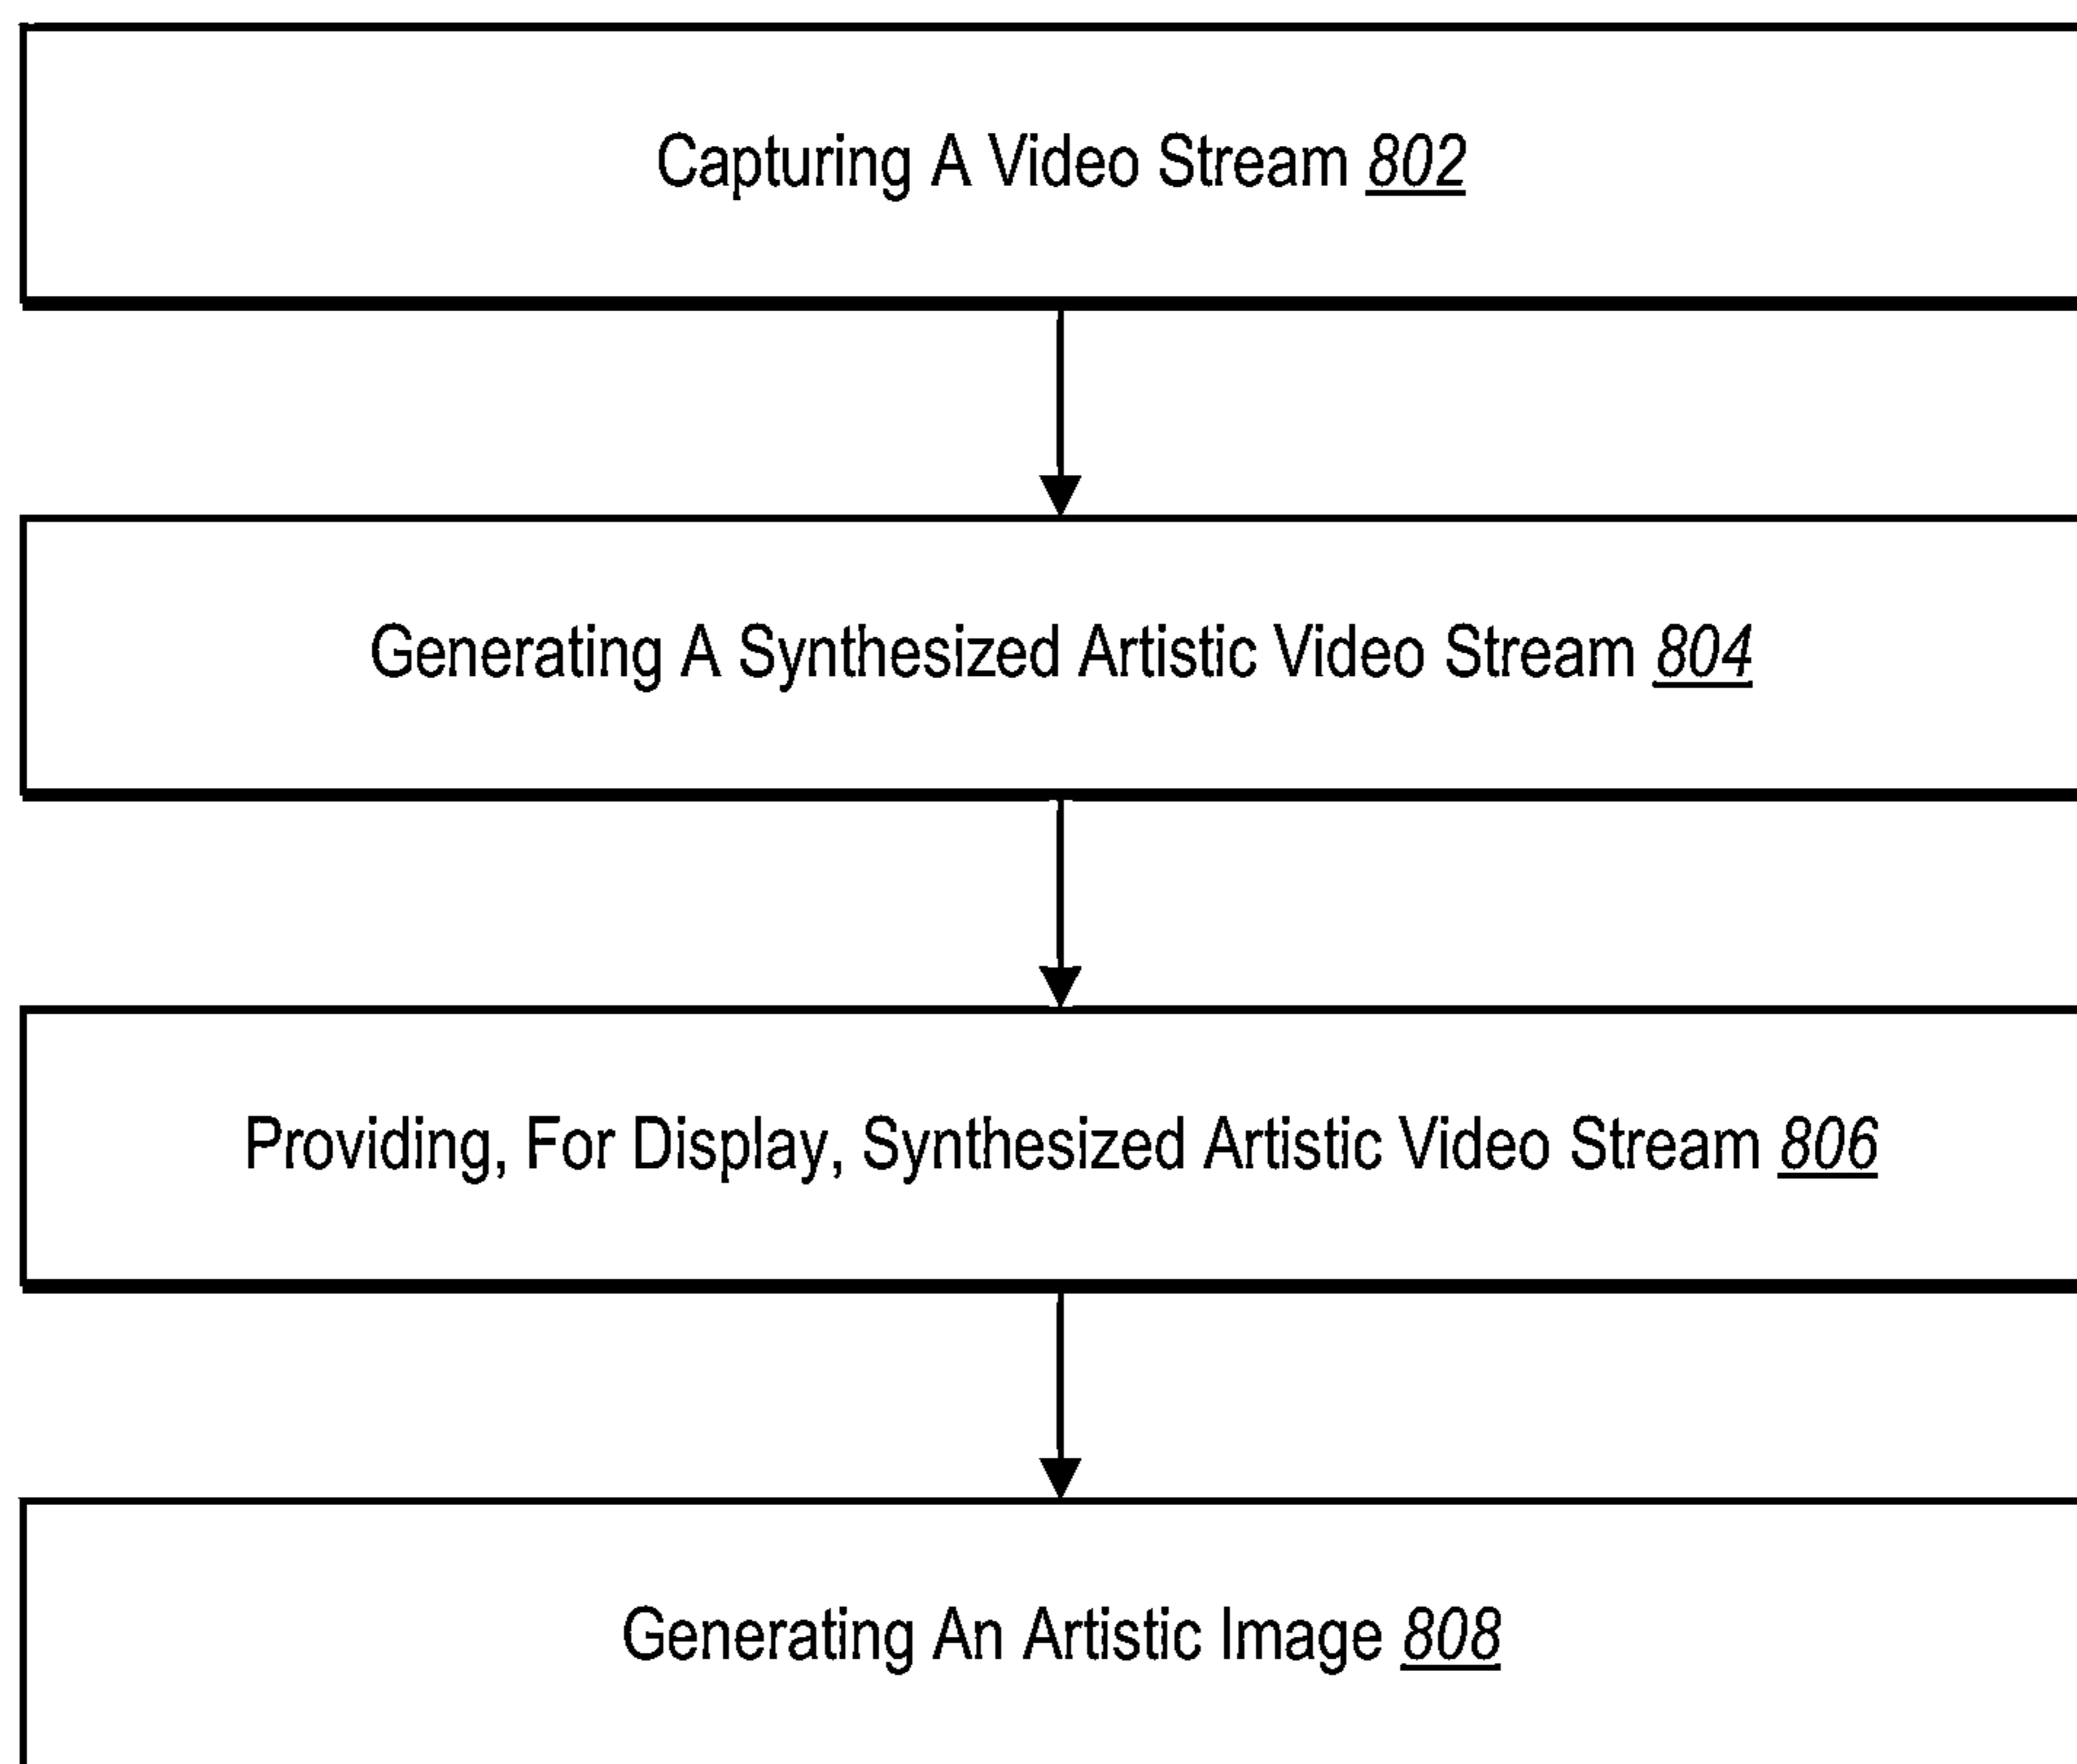 Capturing A Video Stream 802
Generating A Synthesized Artistic Video Stream 804
Providing, For Display, Synthesized Artistic Video Stream 806
Generating An Artistic Image 808